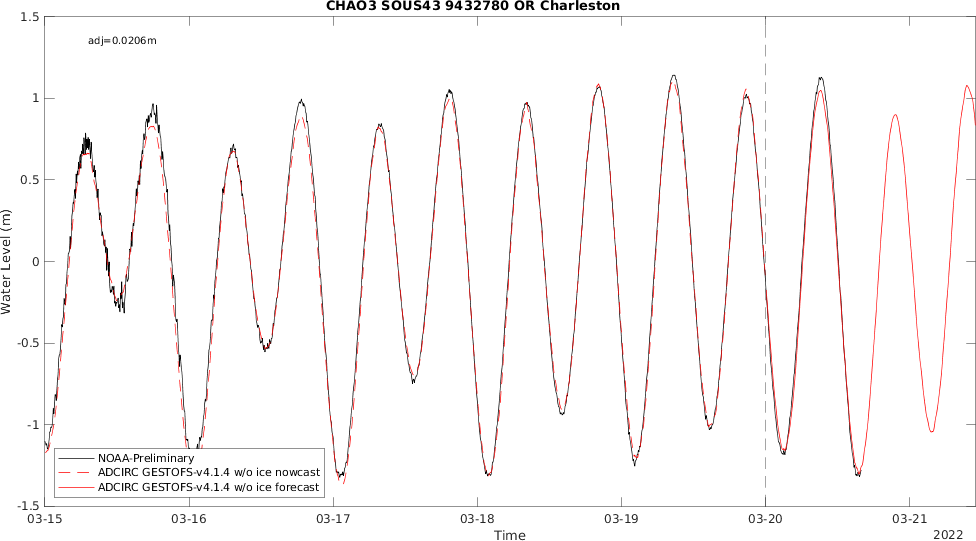 CHAO3 SOUS43 9432780 OR Charleston
adj=0.0206m
1.5
1
0.5
0
-0.5
-1
-1.5
Water Level (m)
NOAA-Preliminary
ADCIRC GESTOFS-v4.1.4 w/o ice nowcast
ADCIRC GESTOFS-v4.1.4 w/o ice forecast
03-15 03-16 03-17 03-18 03-19 03-20 03-21
Time
2022